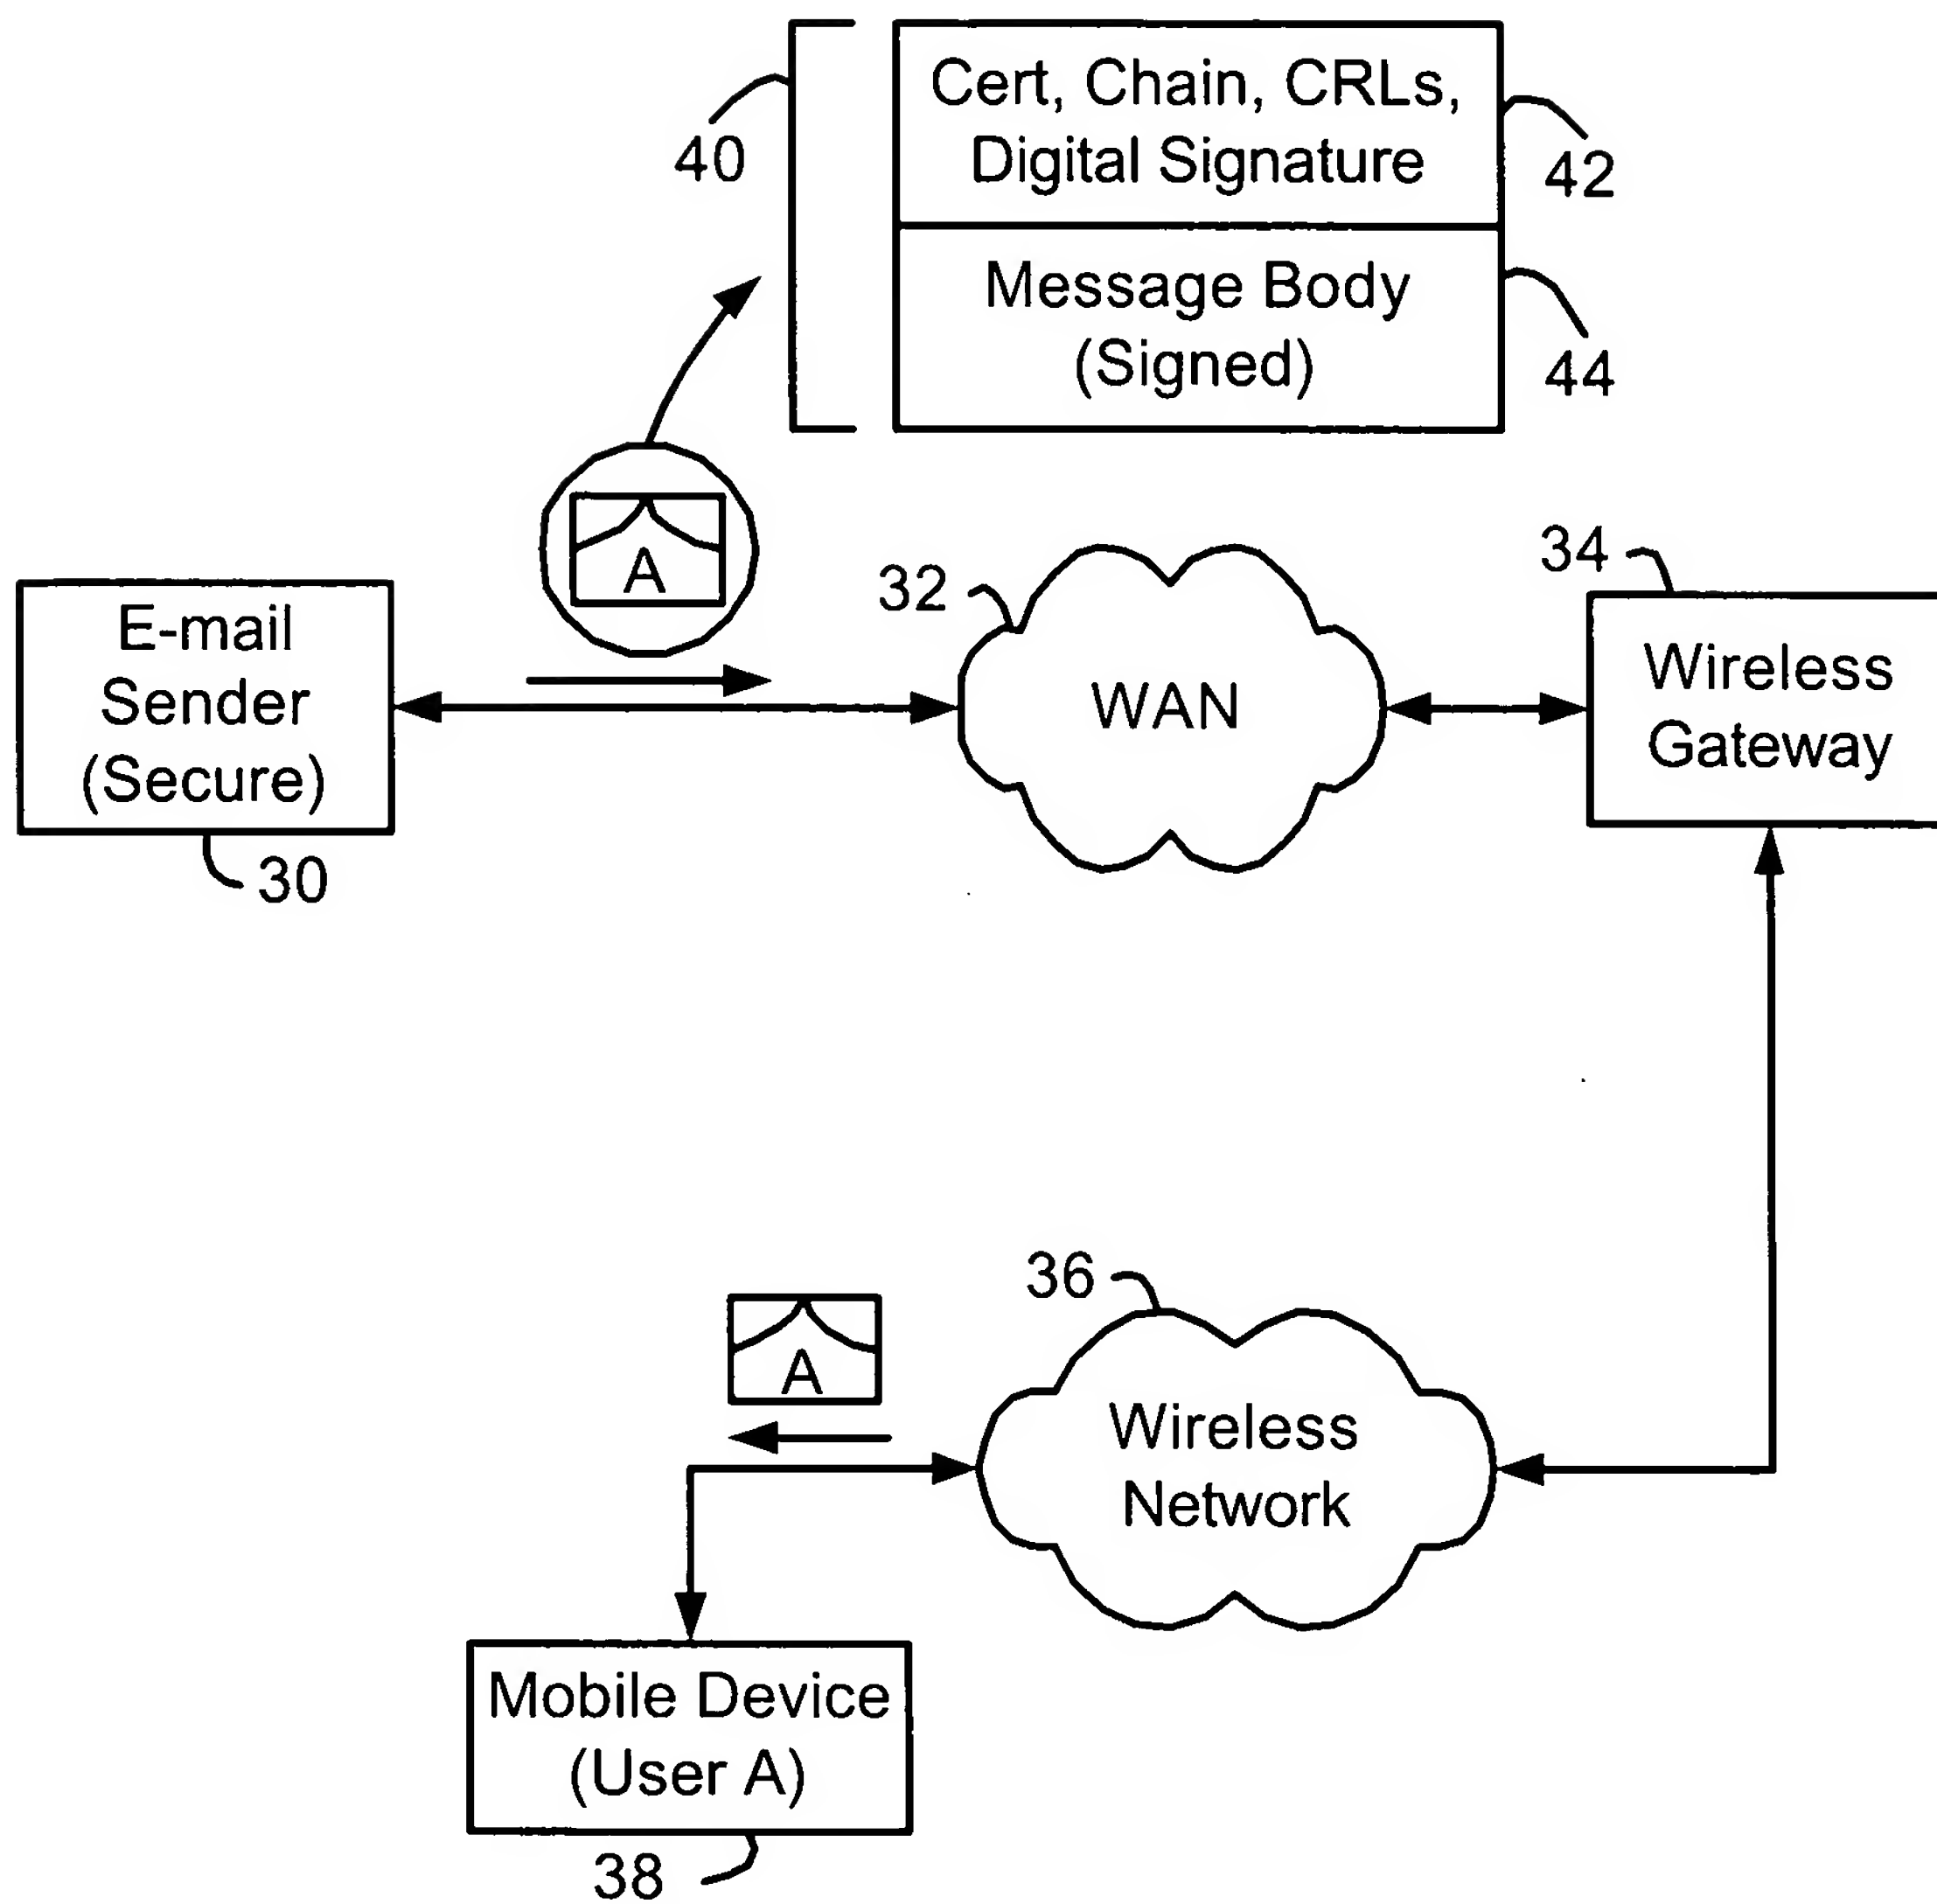 Cert, Chain, CRLs,
Digital Signature
40
42
Message Body
(Signed)
44
A
E-mail
Sender
(Secure)
30
32
WAN
34
Wireless
Gateway
36
A
Wireless
Network
Mobile Device
(User A)
38